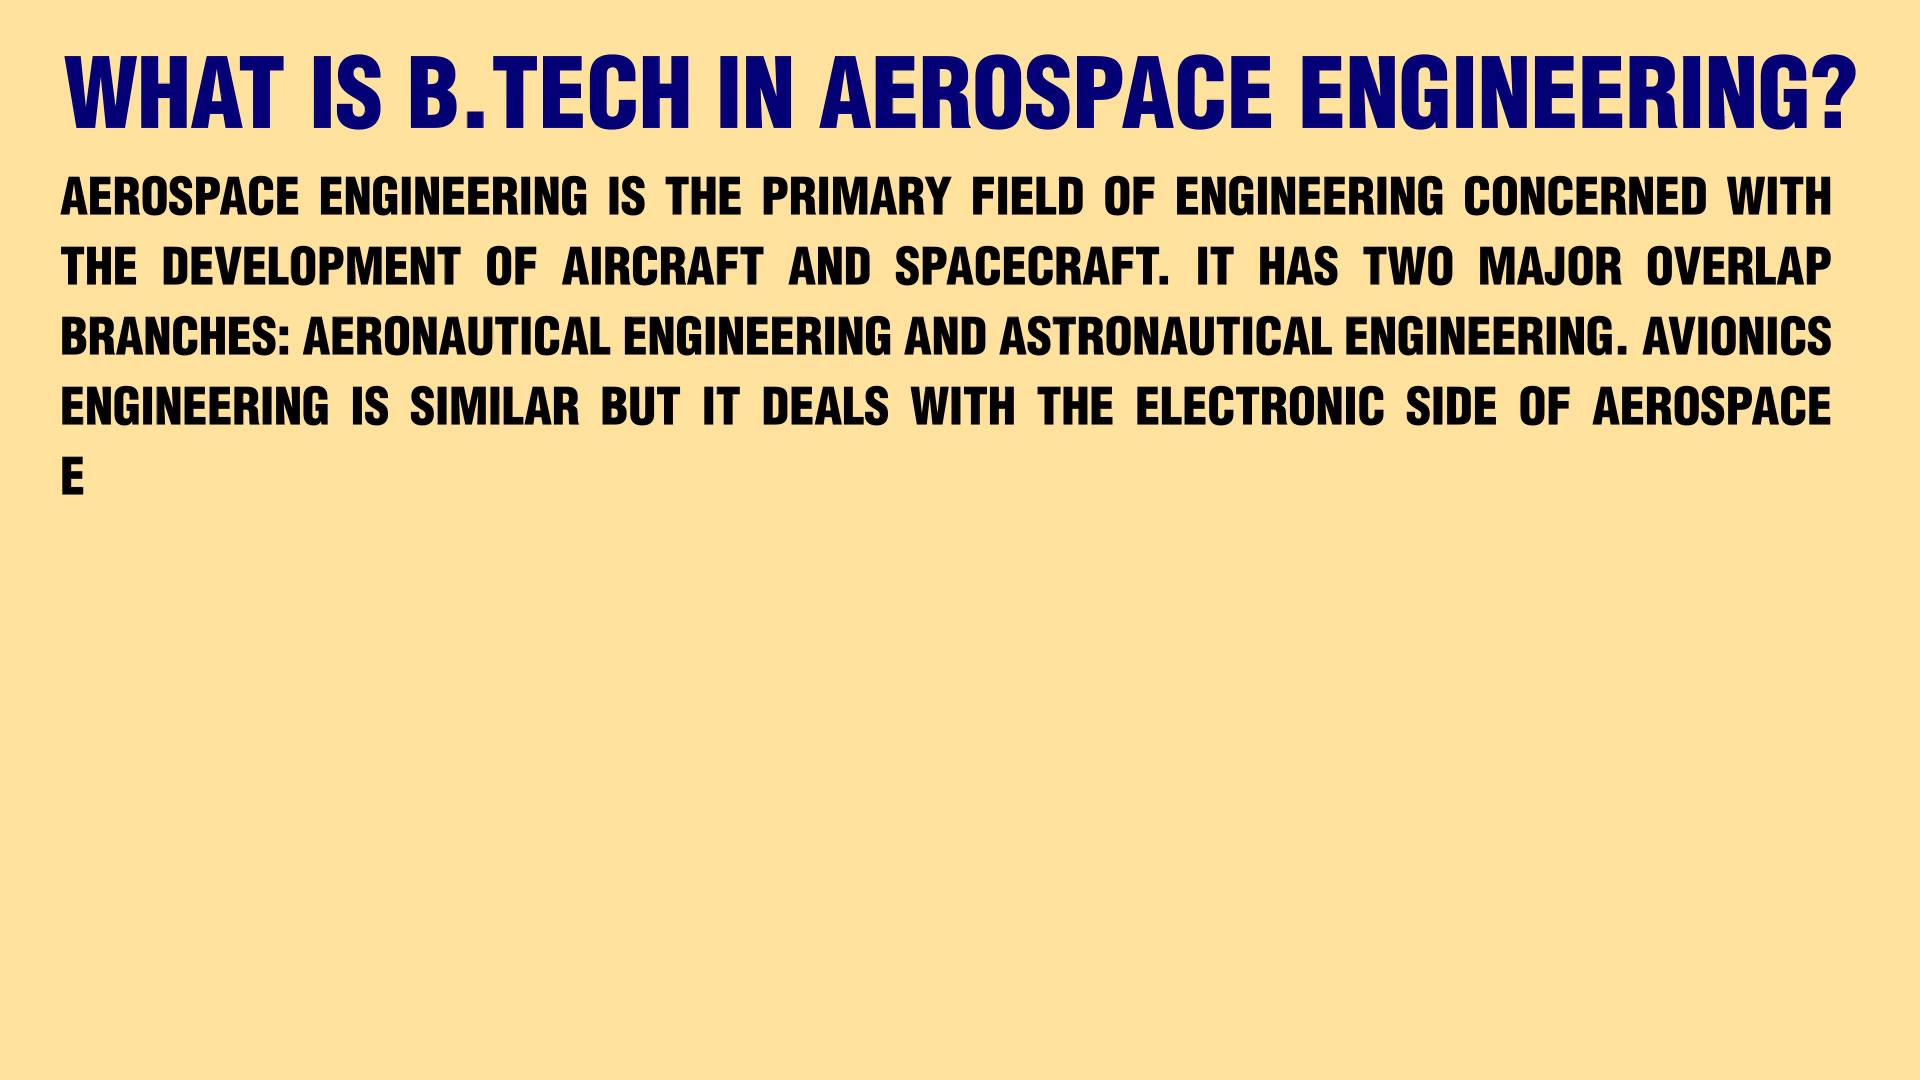 WHAT IS B.TECH IN AEROSPACE ENGINEERING?
AEROSPACE ENGINEERING IS THE PRIMARY FIELD OF ENGINEERING CONCERNED WITH
THE DEVELOPMENT OF AIRCRAFT AND SPACECRAFT. IT HAS TWO MAJOR OVERLAP
BRANCHES: AERONAUTICAL ENGINEERING AND ASTRONAUTICAL ENGINEERING. AVIONICS
ENGINEERING IS SIMILAR BUT IT DEALS WITH THE ELECTRONIC SIDE OF AEROSPACE
E